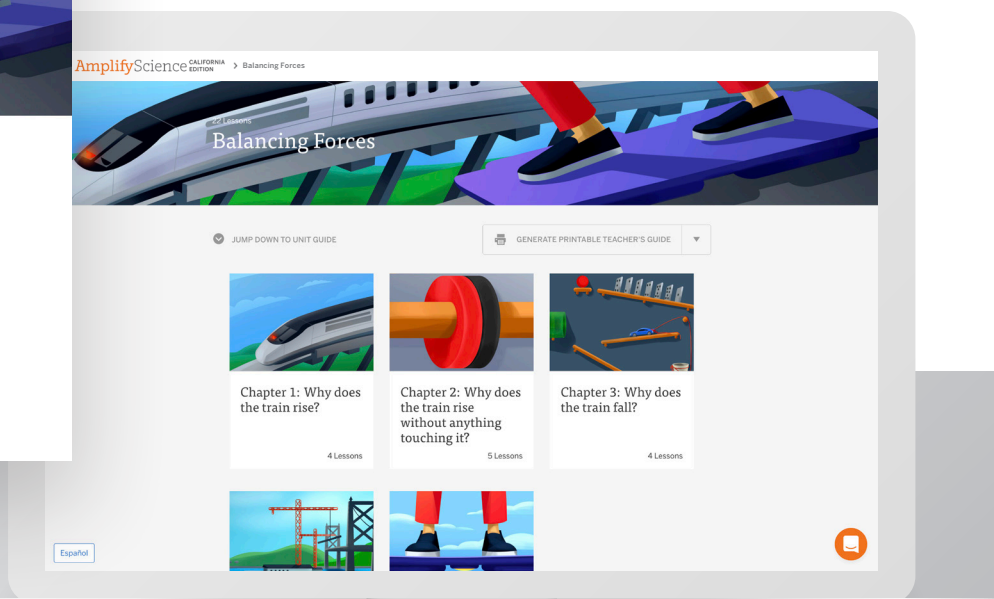 AmplifyScience CALIFORNIA EDITION > Balancing Forces
22 Lessons
Balancing Forces
JUMP DOWN TO UNIT GUIDE
GENERATE PRINTABLE TEACHER'S GUIDE
Chapter 1: Why does
the train rise?
4 Lessons
Chapter 2: Why does
the train rise
without anything
touching it?
5 Lessons
Chapter 3: Why does
the train fall?
4 Lessons
Español